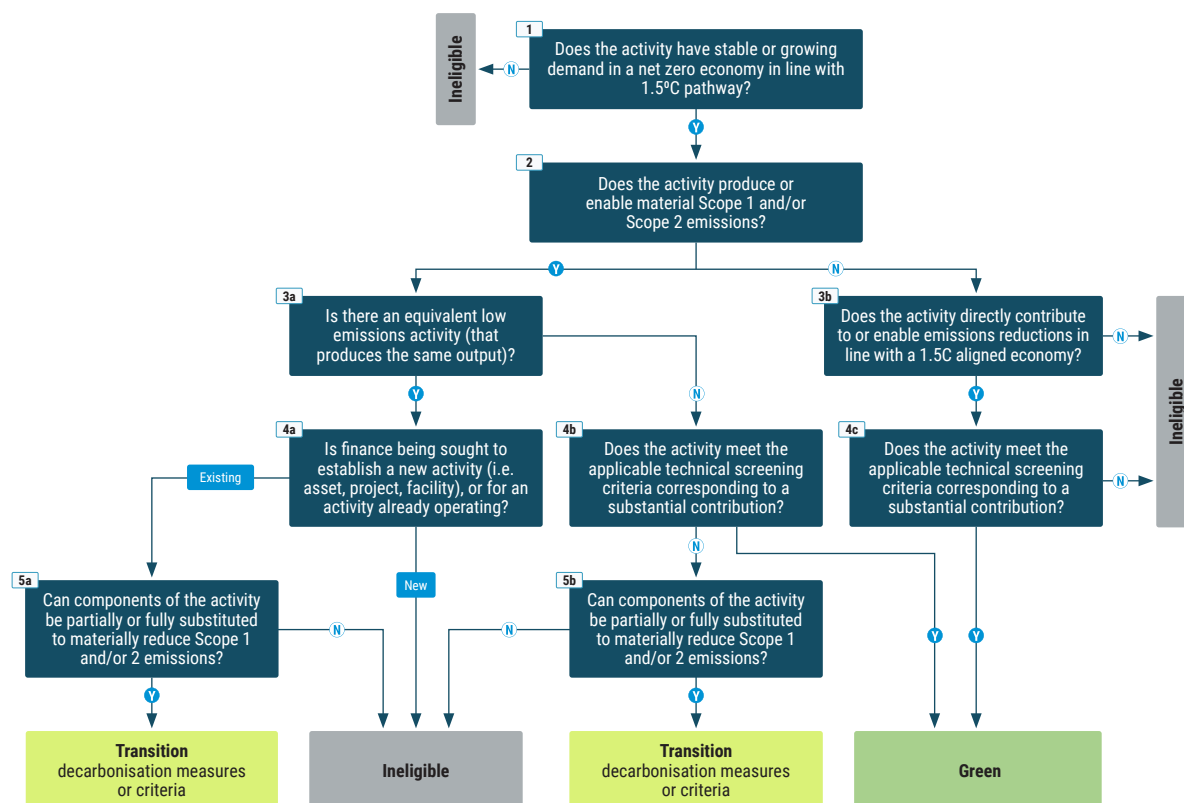 1
Does the activity have stable or growing
demand in a net zero economy in line with
1.5ºC pathway?
N
Ineligible
Y
2
Does the activity produce or
enable material Scope 1 and/or
Scope 2 emissions?
Y
N
3a
Is there an equivalent low
emissions activity (that
produces the same output)?
3b
Does the activity directly contribute
to or enable emissions reductions in
line with a 1.5C aligned economy?
N
Ineligible
Y
N
Y
4a
Is finance being sought to
establish a new activity (i.e.
asset, project, facility), or for an
activity already operating?
4b
Does the activity meet the
applicable technical screening
criteria corresponding to a
substantial contribution?
4c
Does the activity meet the
applicable technical screening
criteria corresponding to a
substantial contribution?
N
Existing
New
N
5a
Can components of the activity
be partially or fully substituted
to materially reduce Scope 1
and/or 2 emissions?
N
5b
Can components of the activity
be partially or fully substituted
to materially reduce Scope 1
and/or 2 emissions?
N
Y
Y
Y
Y
Transition
decarbonisation measures
or criteria
Ineligible
Transition
decarbonisation measures
or criteria
Green